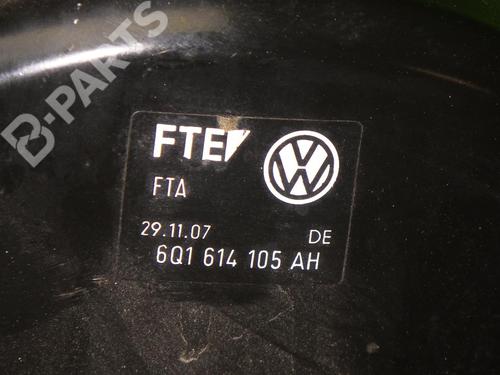 B-PARTS
FTE
FTA
29.11.07 DE
6Q1 614 105 AH